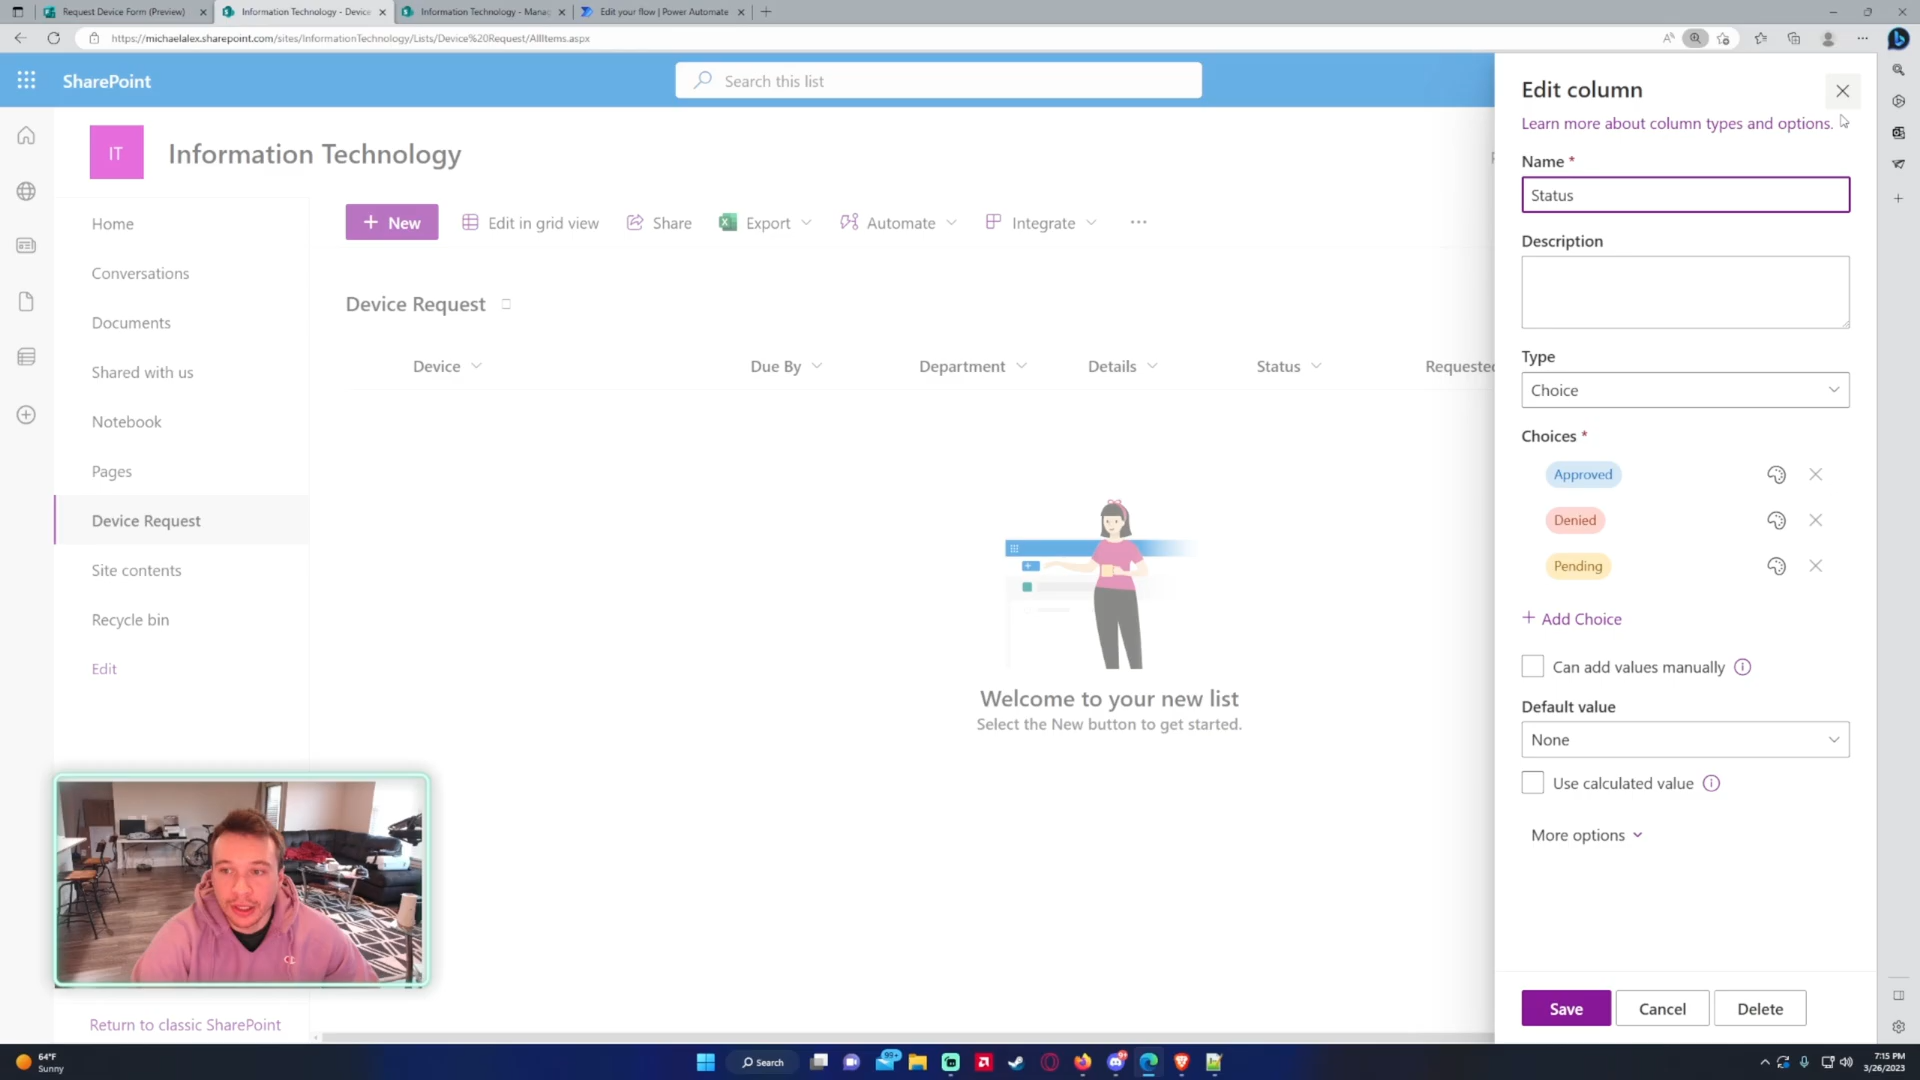 Request Device Form (Preview)
Information Technology - Device
Information Technology - Mana
Edit your flow | Power Automate
https://michaelalex.sharepoint.com/sites/InformationTechnology/Lists/Device%20Request/AllItems.aspx
SharePoint
Search this list
IT
Information Technology
Home
Conversations
Documents
Shared with us
Notebook
Pages
Device Request
Site contents
Recycle bin
Edit
Return to classic SharePoint
New
Edit in grid view
Share
Export
Automate
Integrate
Device Request
Device
Due By
Department
Details
Status
Requested
Welcome to your new list
Select the New button to get started.
Edit column
Learn more about column types and options.
Name *
Status
Description
Type
Choice
Choices *
Approved
Denied
Pending
+ Add Choice
Can add values manually
Default value
None
Use calculated value
More options
Save
Cancel
Delete
64°F
Sunny
Search
99+
7:15 PM
3/26/2023